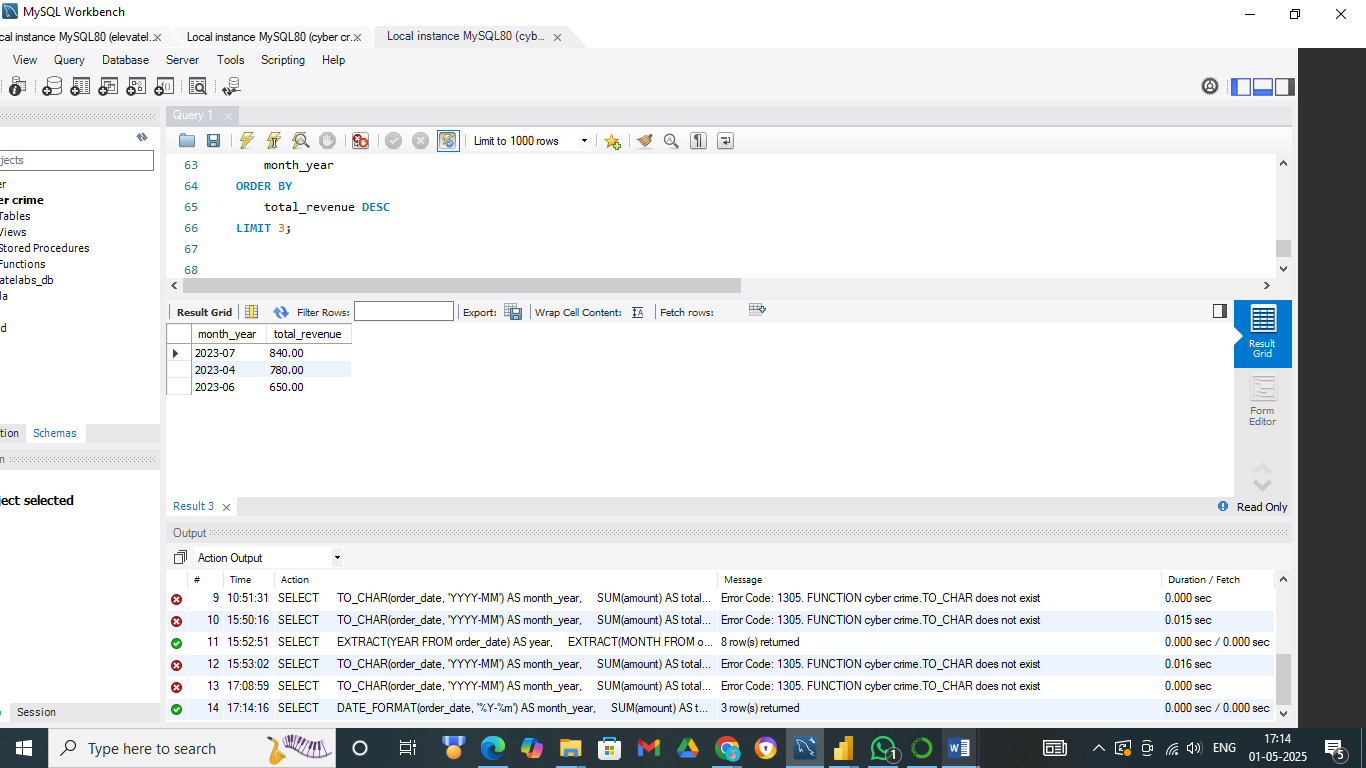 MySQL Workbench
cal instance MySQL80 (elevatel... Local instance MySQL80 (cyber cr... Local instance MySQL80 (cyb...
View Query Database Server Tools Scripting Help
Query 1
Limit to 1000 rows
jects
er
er crime
Tables
Views
Stored Procedures
Functions
atelabs_db
la
d
tion Schemas
n
ject selected
Session
63 month_year
64 ORDER BY
65 total_revenue DESC
66 LIMIT 3;
67
68
Result Grid Filter Rows: Export: Wrap Cell Content: Fetch rows:
month_year total_revenue
2023-07 840.00
2023-04 780.00
2023-06 650.00
Result
Grid
Form
Editor
Result 3 Read Only
Output
Action Output
# Time Action Message Duration / Fetch
9 10:51:31 SELECT TO_CHAR(order_date, 'YYYY-MM') AS month_year, SUM(amount) AS total... Error Code: 1305. FUNCTION cyber crime.TO_CHAR does not exist 0.000 sec
10 15:50:16 SELECT TO_CHAR(order_date, 'YYYY-MM') AS month_year, SUM(amount) AS total... Error Code: 1305. FUNCTION cyber crime.TO_CHAR does not exist 0.015 sec
11 15:52:51 SELECT EXTRACT(YEAR FROM order_date) AS year, EXTRACT(MONTH FROM o... 8 row(s) returned 0.000 sec / 0.000 sec
12 15:53:02 SELECT TO_CHAR(order_date, 'YYYY-MM') AS month_year, SUM(amount) AS total... Error Code: 1305. FUNCTION cyber crime.TO_CHAR does not exist 0.016 sec
13 17:08:59 SELECT TO_CHAR(order_date, 'YYYY-MM') AS month_year, SUM(amount) AS total... Error Code: 1305. FUNCTION cyber crime.TO_CHAR does not exist 0.000 sec
14 17:14:16 SELECT DATE_FORMAT(order_date, '%Y-%m') AS month_year, SUM(amount) AS t... 3 row(s) returned 0.000 sec / 0.000 sec
Type here to search
1
ENG
17:14
01-05-2025
5